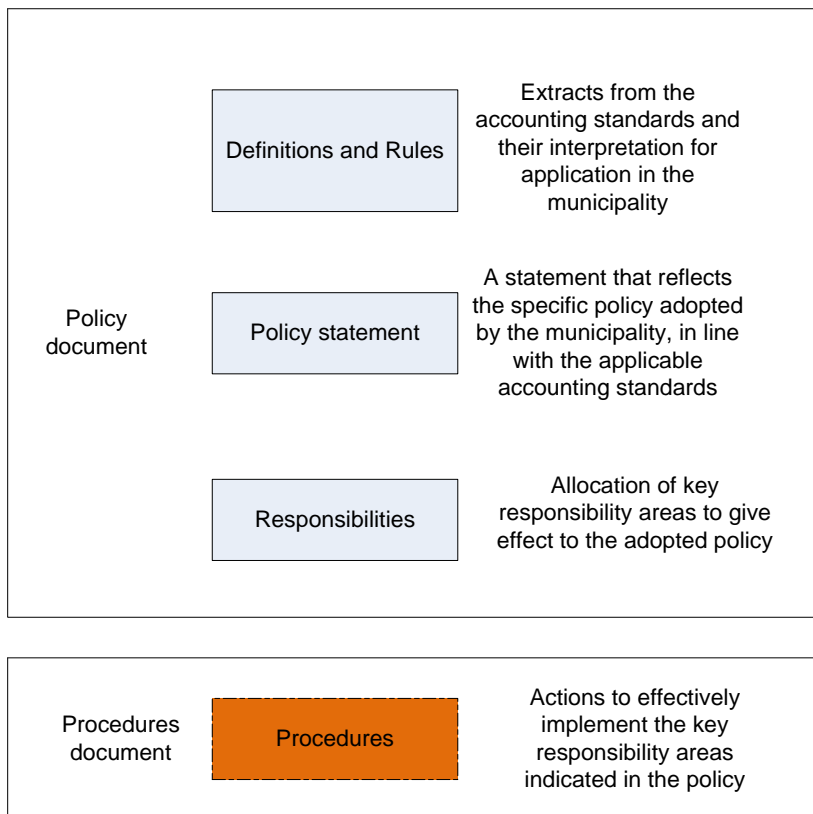 Definitions and Rules
Extracts from the
accounting standards and
their interpretation for
application in the
municipality
Policy
document
Policy statement
A statement that reflects
the specific policy adopted
by the municipality, in line
with the applicable
accounting standards
Responsibilities
Allocation of key
responsibility areas to give
effect to the adopted policy
Procedures
document
Procedures
Actions to effectively
implement the key
responsibility areas
indicated in the policy